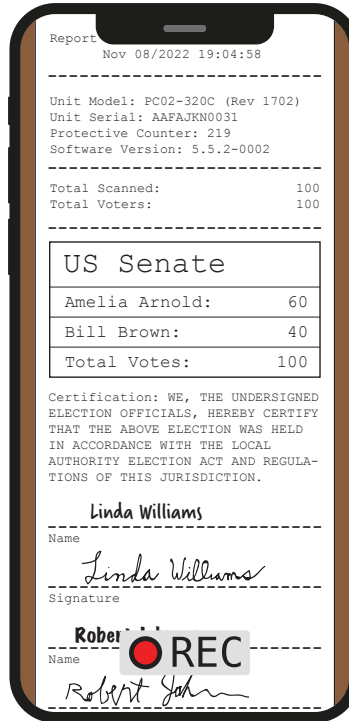 Report
Nov 08/2022 19:04:58
Unit Model: PC02-320C (Rev 1702)
Unit Serial: AAFAJKN0031
Protective Counter: 219
Software Version: 5.5.2-0002
Total Scanned: 100
Total Voters: 100
US Senate
Amelia Arnold: 60
Bill Brown: 40
Total Votes: 100
Certification: WE, THE UNDERSIGNED
ELECTION OFFICIALS, HEREBY CERTIFY
THAT THE ABOVE ELECTION WAS HELD
IN ACCORDANCE WITH THE LOCAL
AUTHORITY ELECTION ACT AND REGULA-
TIONS OF THIS JURISDICTION.
Linda Williams
Name
Linda Williams
Signature
Robert
Name
REC
Robert